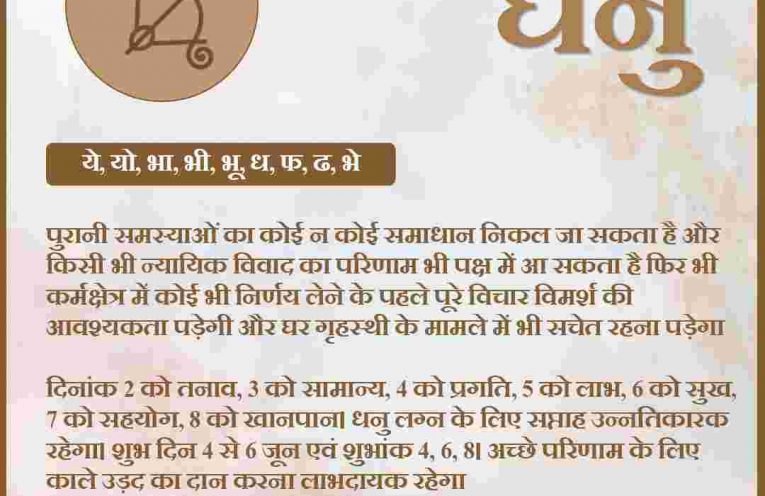 धनु
ये, यो, भा, भी, भू, ध, फ, ढ, भे
पुरानी समस्याओं का कोई न कोई समाधान निकल जा सकता है और
किसी भी न्यायिक विवाद का परिणाम भी पक्ष में आ सकता है फिर भी
कर्मक्षेत्र में कोई भी निर्णय लेने के पहले पूरे विचार विमर्श की
आवश्यकता पड़ेगी और घर गृहस्थी के मामले में भी सचेत रहना पड़ेगा
दिनांक 2 को तनाव, 3 को सामान्य, 4 को प्रगति, 5 को लाभ, 6 को सुख,
7 को सहयोग, 8 को खानपान। धनु लग्न के लिए सप्ताह उन्नतिकारक
रहेगा। शुभ दिन 4 से 6 जून एवं शुभांक 4, 6, 8। अच्छे परिणाम के लिए
काले उड़द का दान करना लाभदायक रहेगा